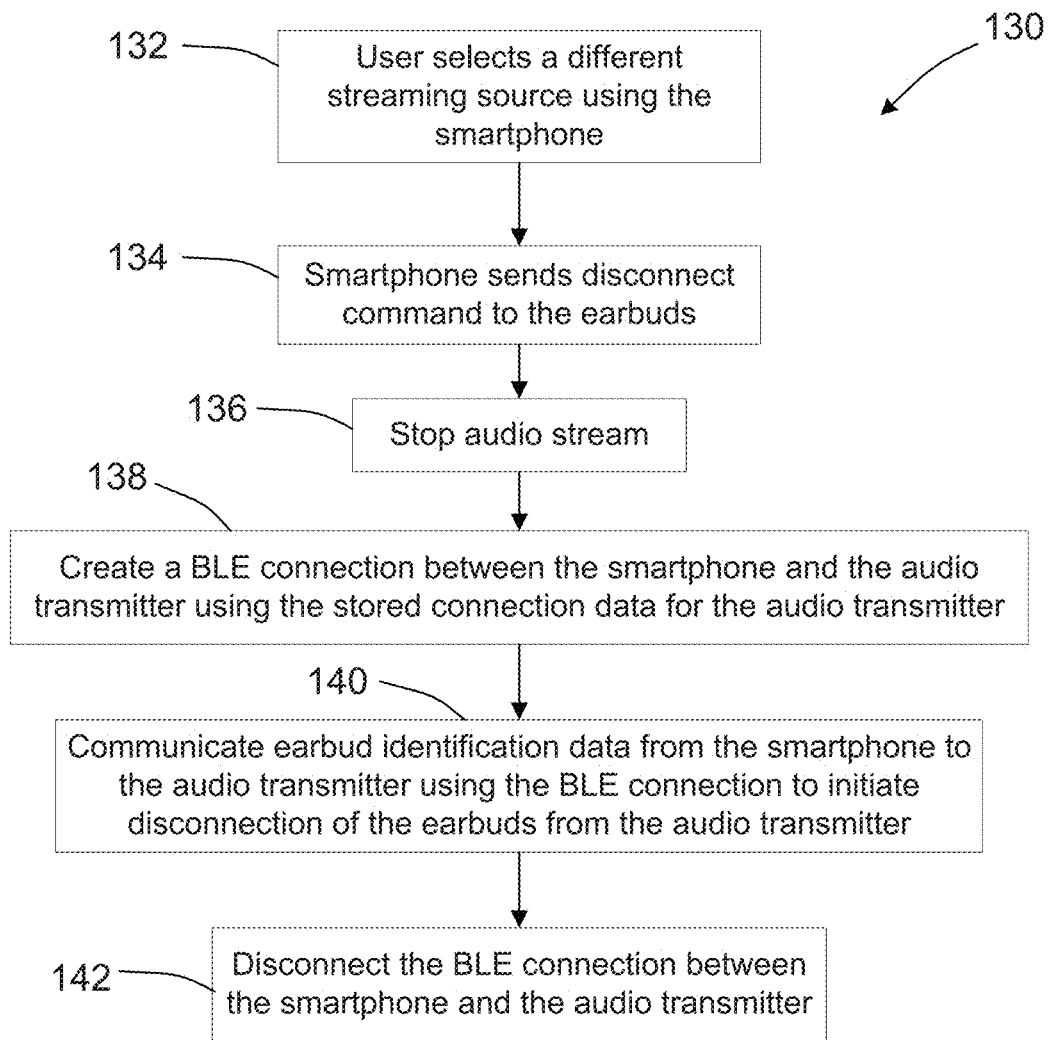 130
132
User selects a different
streaming source using the
smartphone
134
Smartphone sends disconnect
command to the earbuds
136
Stop audio stream
138
Create a BLE connection between the smartphone and the audio
transmitter using the stored connection data for the audio transmitter
140
Communicate earbud identification data from the smartphone to
the audio transmitter using the BLE connection to initiate
disconnection of the earbuds from the audio transmitter
142
Disconnect the BLE connection between
the smartphone and the audio transmitter